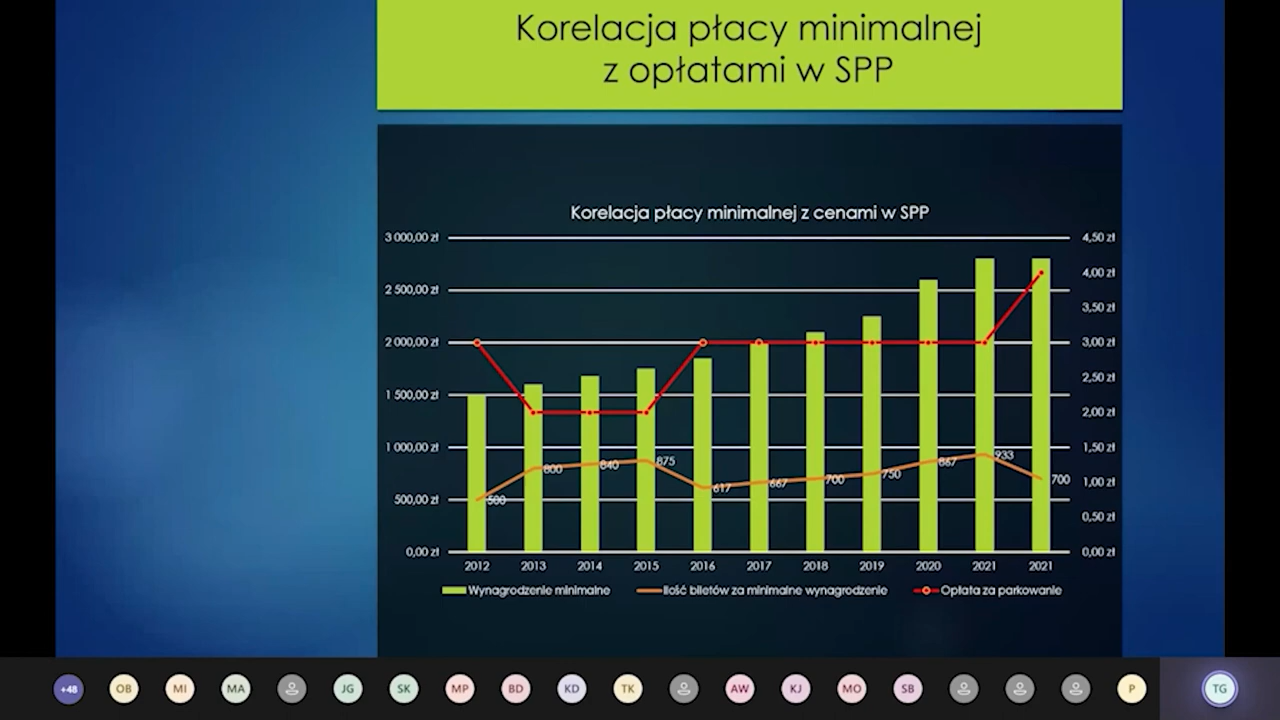 Korelacja płacy minimalnej
z opłatami w SPP
Korelacja płacy minimalnej z cenami w SPP
3 000,00 zł
2 500,00 zł
2 000,00 zł
1 500,00 zł
1 000,00 zł
500,00 zł
0,00 zł
4,50 zł
4,00 zł
3,50 zł
3,00 zł
2,50 zł
2,00 zł
1,50 zł
1,00 zł
0,50 zł
0,00 zł
500 800 840 875 617 667 700 750 867 933 700
2012 2013 2014 2015 2016 2017 2018 2019 2020 2021 2021
Wynagrodzenie minimalne Ilość biletów za minimalne wynagrodzenie Opłata za parkowanie
+48 OB MI MA JG SK MP BD KD TK AW KJ MO SB P TG